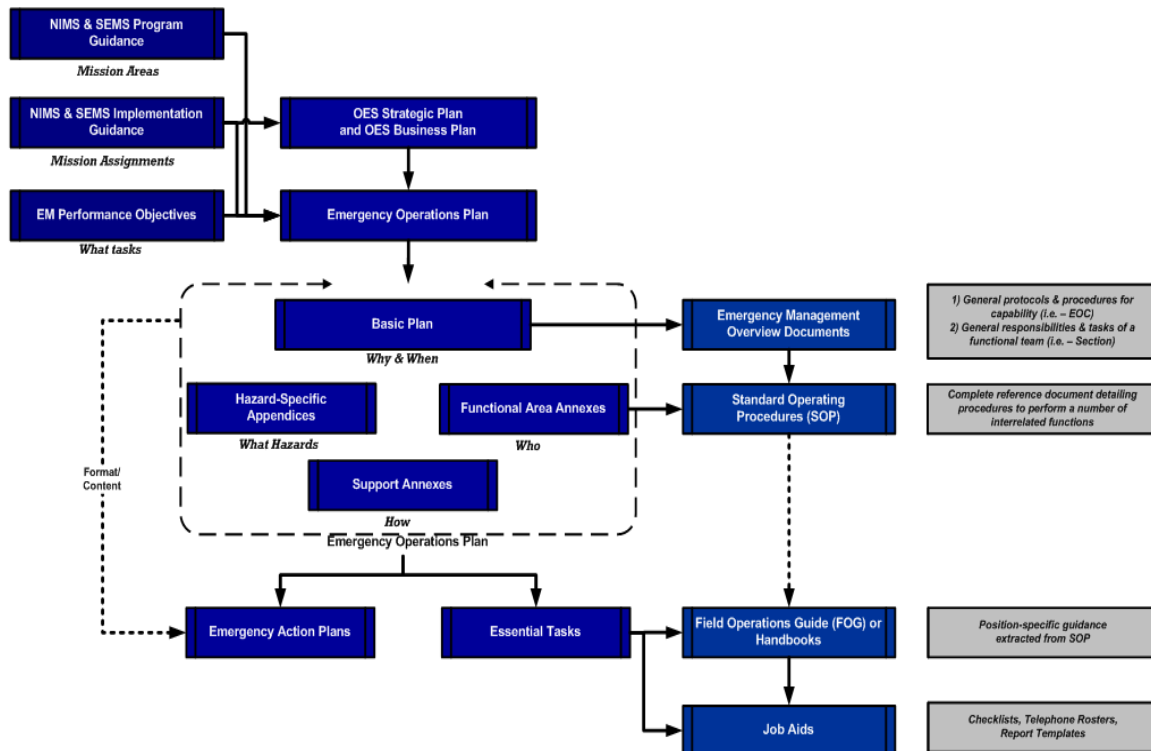 NIMS & SEMS Program
Guidance
Mission Areas
NIMS & SEMS Implementation
Guidance
Mission Assignments
EM Performance Objectives
What tasks
OES Strategic Plan
and OES Business Plan
Emergency Operations Plan
Basic Plan
Why & When
Hazard-Specific
Appendices
What Hazards
Functional Area Annexes
Who
Support Annexes
How
Emergency Operations Plan
Format/
Content
Emergency Action Plans
Essential Tasks
Emergency Management
Overview Documents
1) General protocols & procedures for
capability (i.e. – EOC)
2) General responsibilities & tasks of a
functional team (i.e. – Section)
Standard Operating
Procedures (SOP)
Complete reference document detailing
procedures to perform a number of
interrelated functions
Field Operations Guide (FOG) or
Handbooks
Position-specific guidance
extracted from SOP
Job Aids
Checklists, Telephone Rosters,
Report Templates